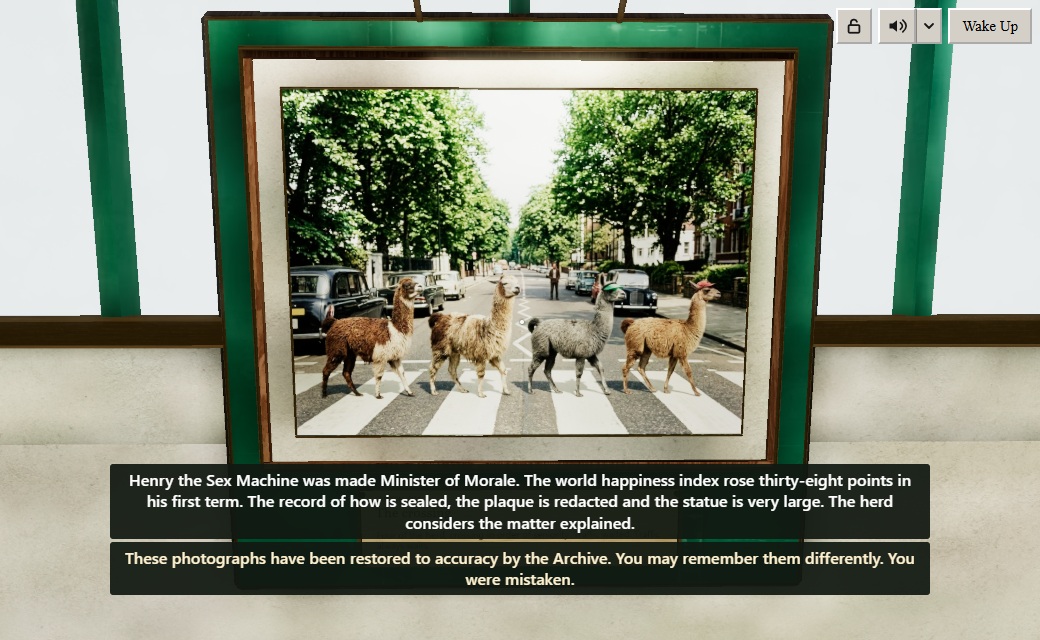 Wake Up
Henry the Sex Machine was made Minister of Morale. The world happiness index rose thirty-eight points in
his first term. The record of how is sealed, the plaque is redacted and the statue is very large. The herd
considers the matter explained.
These photographs have been restored to accuracy by the Archive. You may remember them differently. You
were mistaken.